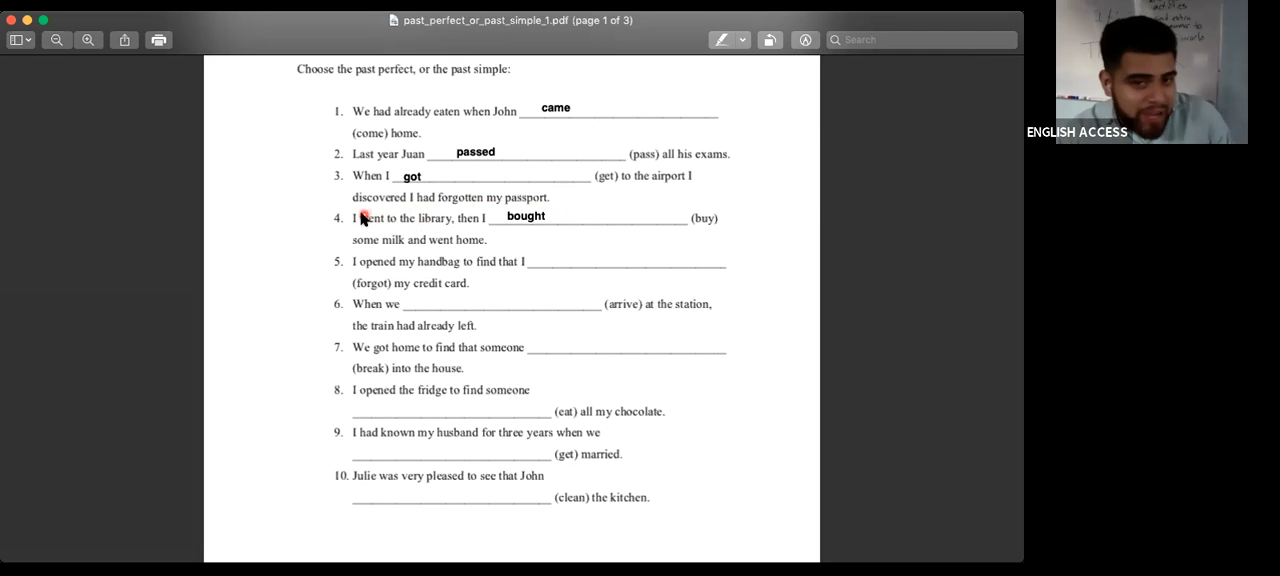 past_perfect_or_past_simple_1.pdf (page 1 of 3)
Search
Choose the past perfect, or the past simple:
1. We had already eaten when John came
(come) home.
2. Last year Juan passed (pass) all his exams.
3. When I got (get) to the airport I
discovered I had forgotten my passport.
4. I went to the library, then I bought (buy)
some milk and went home.
5. I opened my handbag to find that I
(forgot) my credit card.
6. When we (arrive) at the station,
the train had already left.
7. We got home to find that someone
(break) into the house.
8. I opened the fridge to find someone
(eat) all my chocolate.
9. I had known my husband for three years when we
(get) married.
10. Julie was very pleased to see that John
(clean) the kitchen.
ENGLISH ACCESS